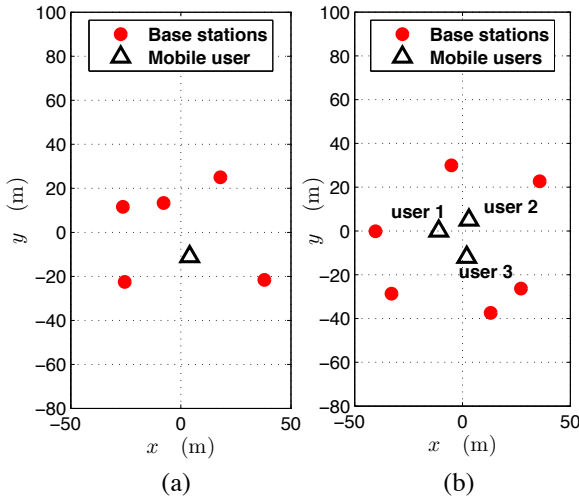 Base stations
Mobile user
100
80
60
40
20
0
−20
−40
−60
−80
−50
0
50
y (m)
x (m)
(a)
Base stations
Mobile users
100
80
60
40
20
0
−20
−40
−60
−80
−50
0
50
y (m)
x (m)
user 1
user 2
user 3
(b)